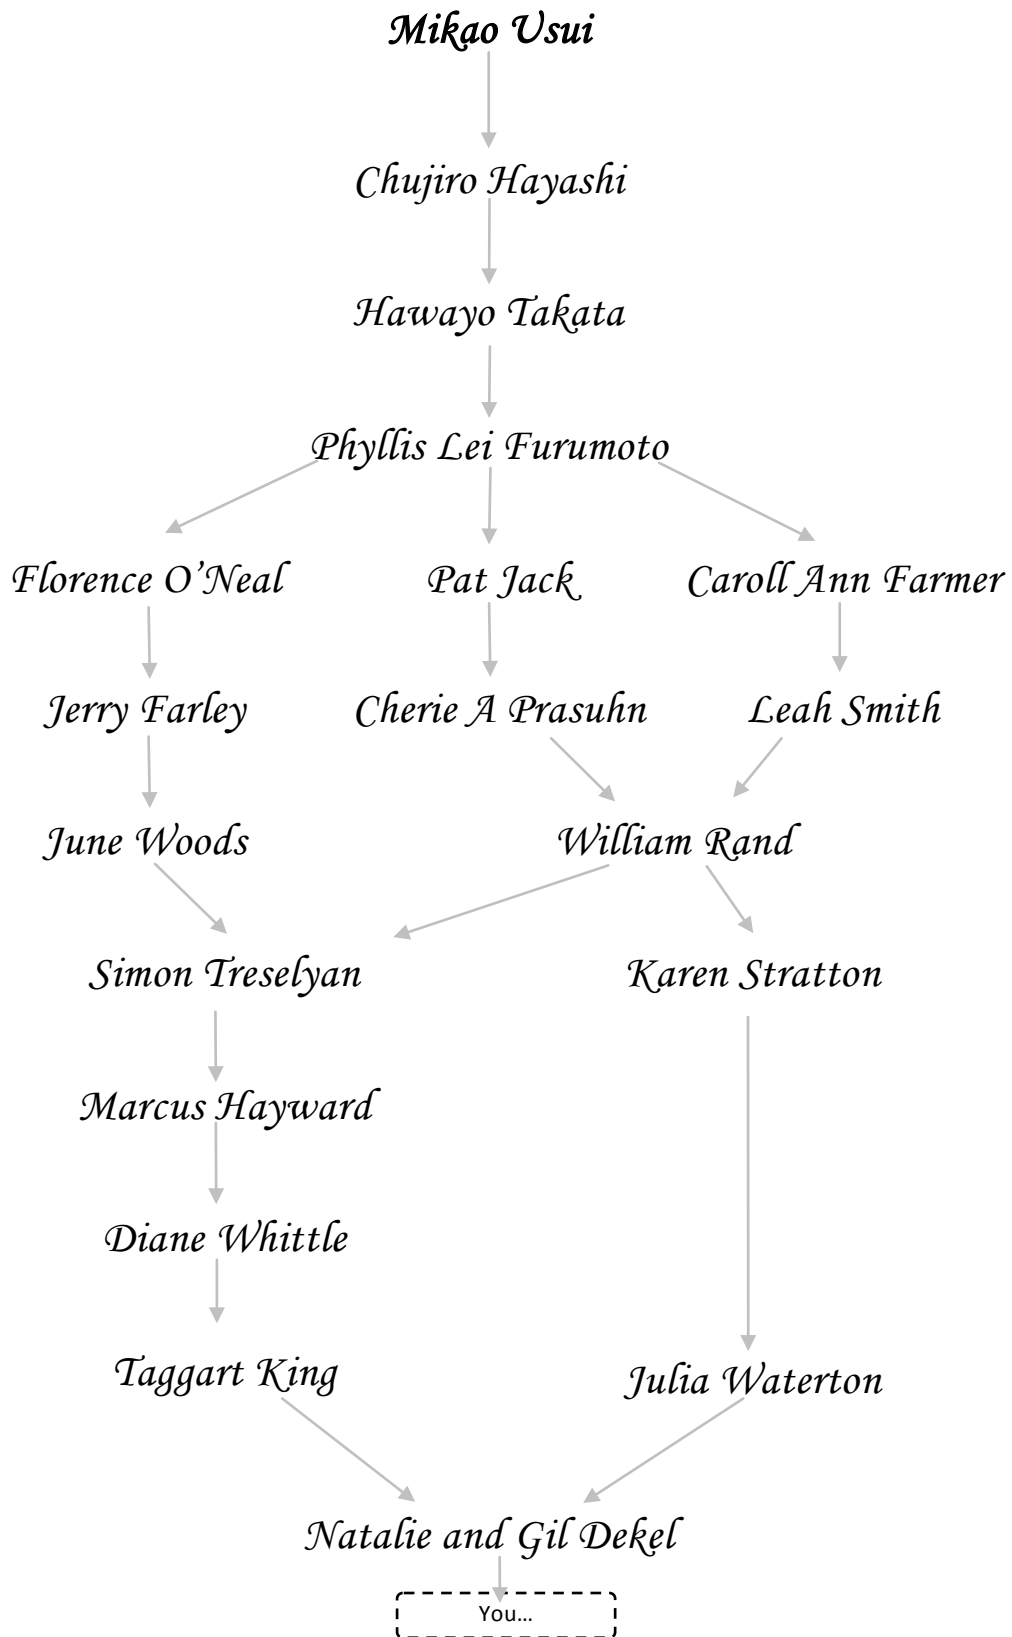 Mikao Usui
Chujiro Hayashi
Hawayo Takata
Phyllis Lei Furumoto
Florence O’Neal
Pat Jack
Caroll Ann Farmer
Jerry Farley
Cherie A Prasuhn
Leah Smith
June Woods
William Rand
Simon Treselyan
Karen Stratton
Marcus Hayward
Diane Whittle
Taggart King
Julia Waterton
Natalie and Gil Dekel
You...